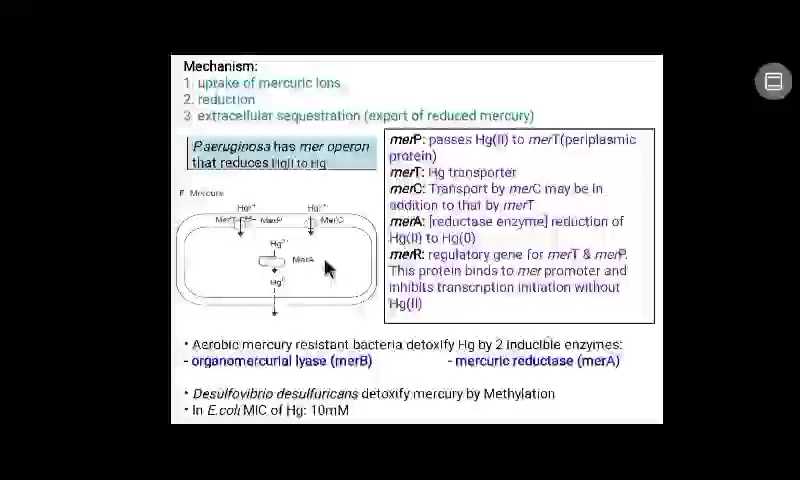 Mechanism:
1. uptake of mercuric ions
2. reduction
3. extracellular sequestration (export of reduced mercury)
P.aeruginosa has mer operon
that reduces HgII to Hg
merP: passes Hg(II) to merT(periplasmic
protein)
merT: Hg transporter
merC: Transport by merC may be in
addition to that by merT
merA: [reductase enzyme] reduction of
Hg(II) to Hg(0)
merR: regulatory gene for merT & merP.
This protein binds to mer promoter and
inhibits transcription initiation without
Hg(II)
F Mercury
Hg²⁺ Hg²⁺
MerT MerP MerC
Hg²⁺
MerA
Hg⁰
• Aerobic mercury resistant bacteria detoxify Hg by 2 inducible enzymes:
- organomercurial lyase (merB) - mercuric reductase (merA)
• Desulfovibrio desulfuricans detoxify mercury by Methylation
• In E.coli MIC of Hg: 10mM